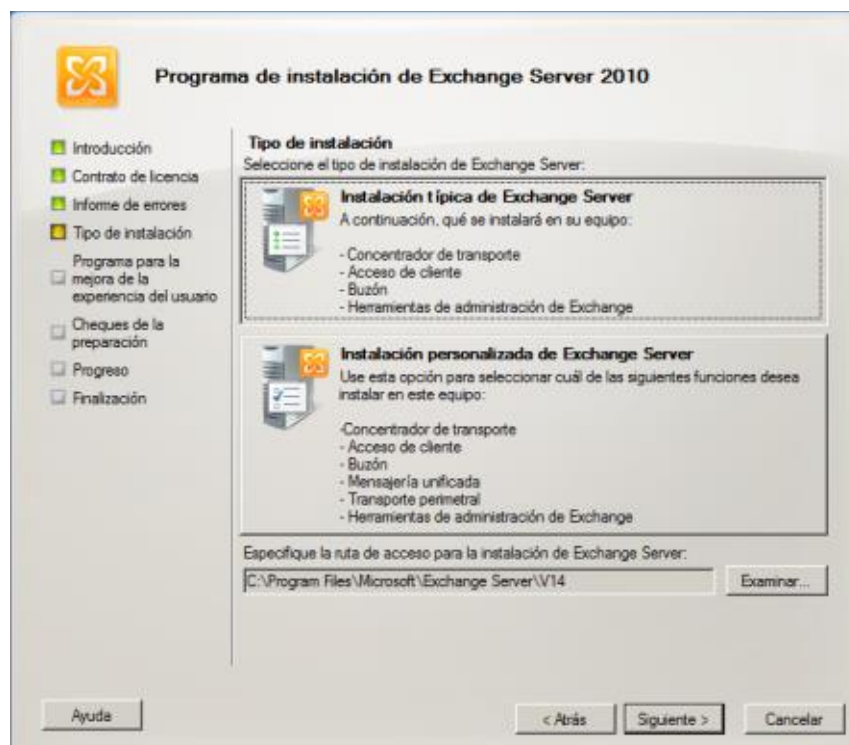 Programa de instalación de Exchange Server 2010
Introducción
Contrato de licencia
Informe de errores
Tipo de instalación
Programa para la
mejora de la
experiencia del usuario
Cheques de la
preparación
Progreso
Finalización
Tipo de instalación
Seleccione el tipo de instalación de Exchange Server:
Instalación típica de Exchange Server
A continuación, qué se instalará en su equipo:
- Concentrador de transporte
- Acceso de cliente
- Buzón
- Herramientas de administración de Exchange
Instalación personalizada de Exchange Server
Use esta opción para seleccionar cuál de las siguientes funciones desea
instalar en este equipo:
-Concentrador de transporte
- Acceso de cliente
- Buzón
- Mensajería unificada
- Transporte perimetral
- Herramientas de administración de Exchange
Especifique la ruta de acceso para la instalación de Exchange Server:
C:\Program Files\Microsoft\Exchange Server\V14
Examinar...
Ayuda
< Atrás
Siguiente >
Cancelar